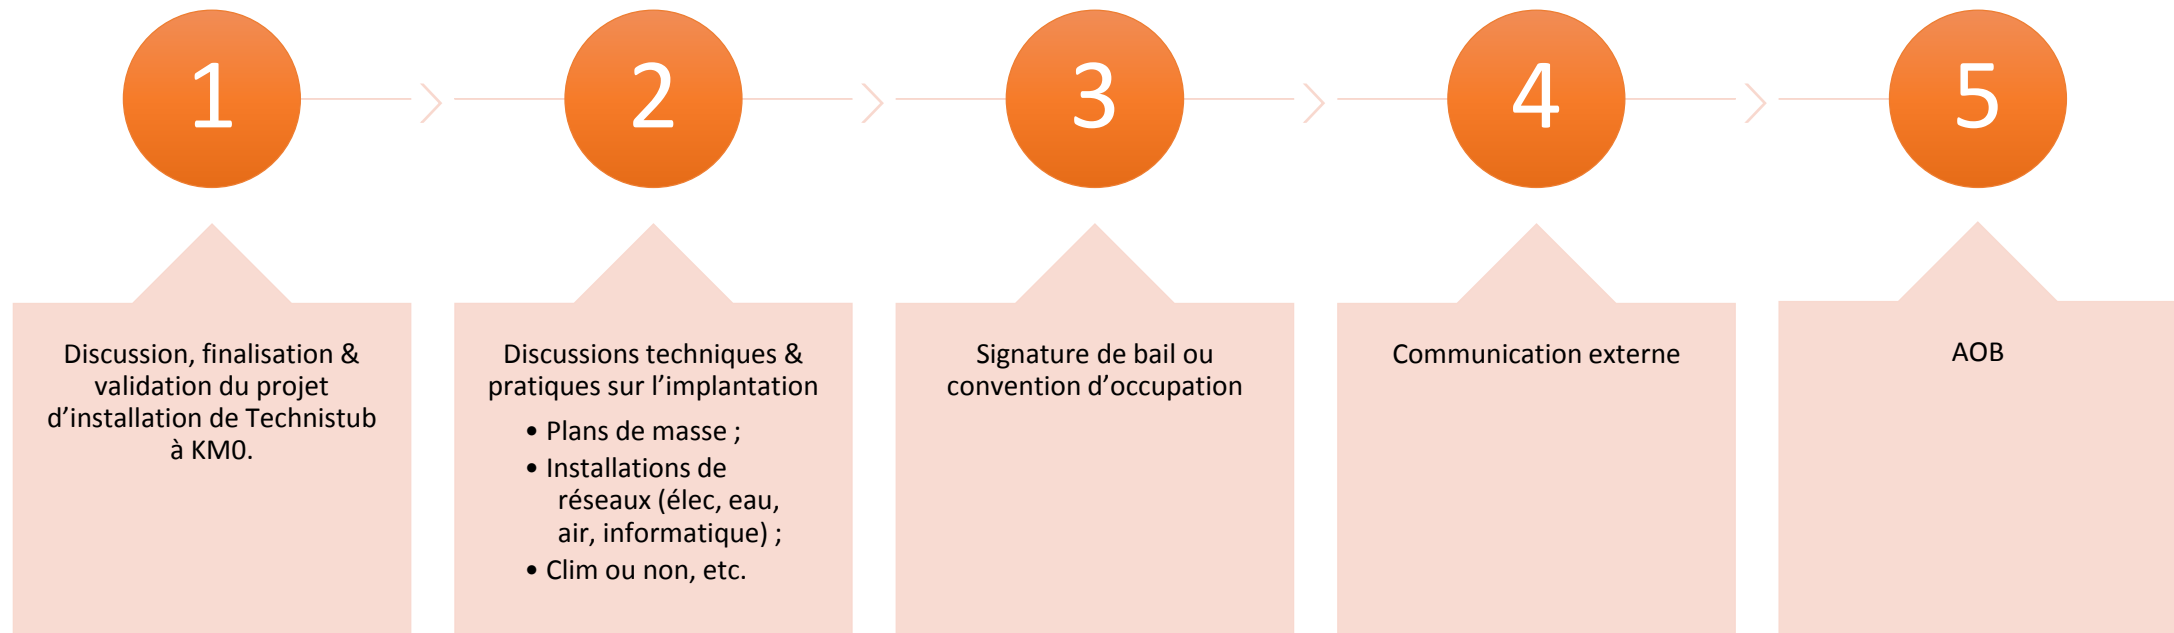 1
2
3
4
5
Discussion, finalisation &
validation du projet
d’installation de Technistub
à KM0.
Discussions techniques &
pratiques sur l’implantation
• Plans de masse ;
• Installations de
réseaux (élec, eau,
air, informatique) ;
• Clim ou non, etc.
Signature de bail ou
convention d’occupation
Communication externe
AOB